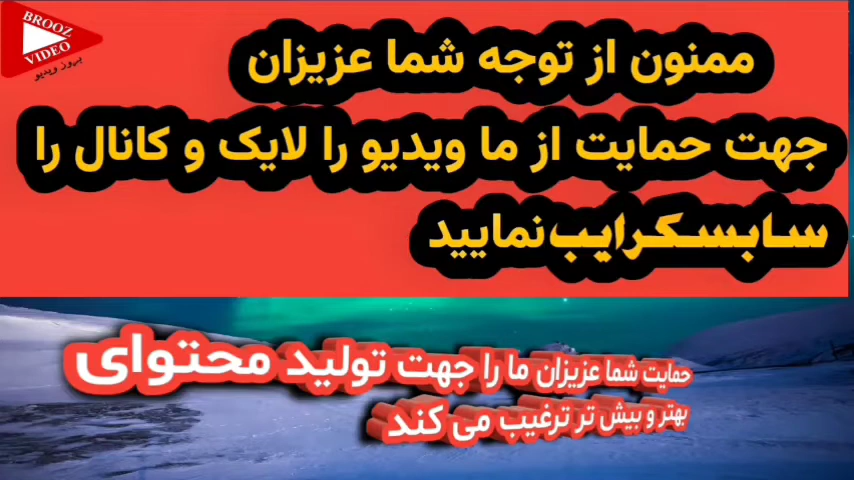 BROOZ
VIDEO
بروز ویدیو
ممنون از توجه شما عزیزان
جهت حمایت از ما ویدیو را لایک و کانال را
سابسکرایب نمایید
حمایت شما عزیزان ما را جهت تولید محتوای
بهتر و بیش تر ترغیب می کند